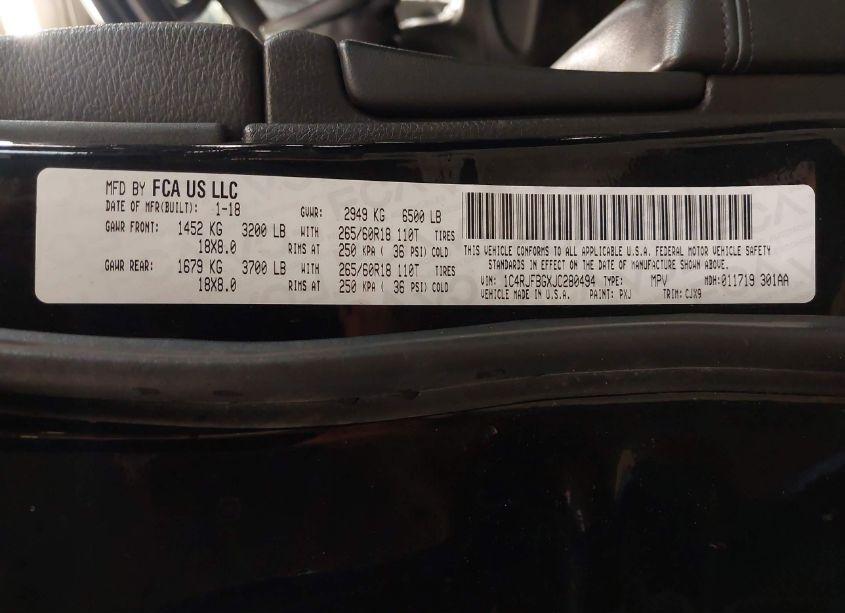 MFD BY FCA US LLC
DATE OF MFR(BUILT): 1-18 GVWR: 2949 KG 6500 LB
GAWR FRONT: 1452 KG 3200 LB WITH 265/60R18 110T TIRES
18X8.0 RIMS AT 250 KPA ( 36 PSI) COLD
GAWR REAR: 1679 KG 3700 LB WITH 265/60R18 110T TIRES
18X8.0 RIMS AT 250 KPA ( 36 PSI) COLD
THIS VEHICLE CONFORMS TO ALL APPLICABLE U.S.A. FEDERAL MOTOR VEHICLE SAFETY
STANDARDS IN EFFECT ON THE DATE OF MANUFACTURE SHOWN ABOVE.
VIN: 1C4RJFBGXJC280494 TYPE: MPV MDH:011719 301AA
VEHICLE MADE IN U.S.A. PAINT: PXJ TRIM: CJX9